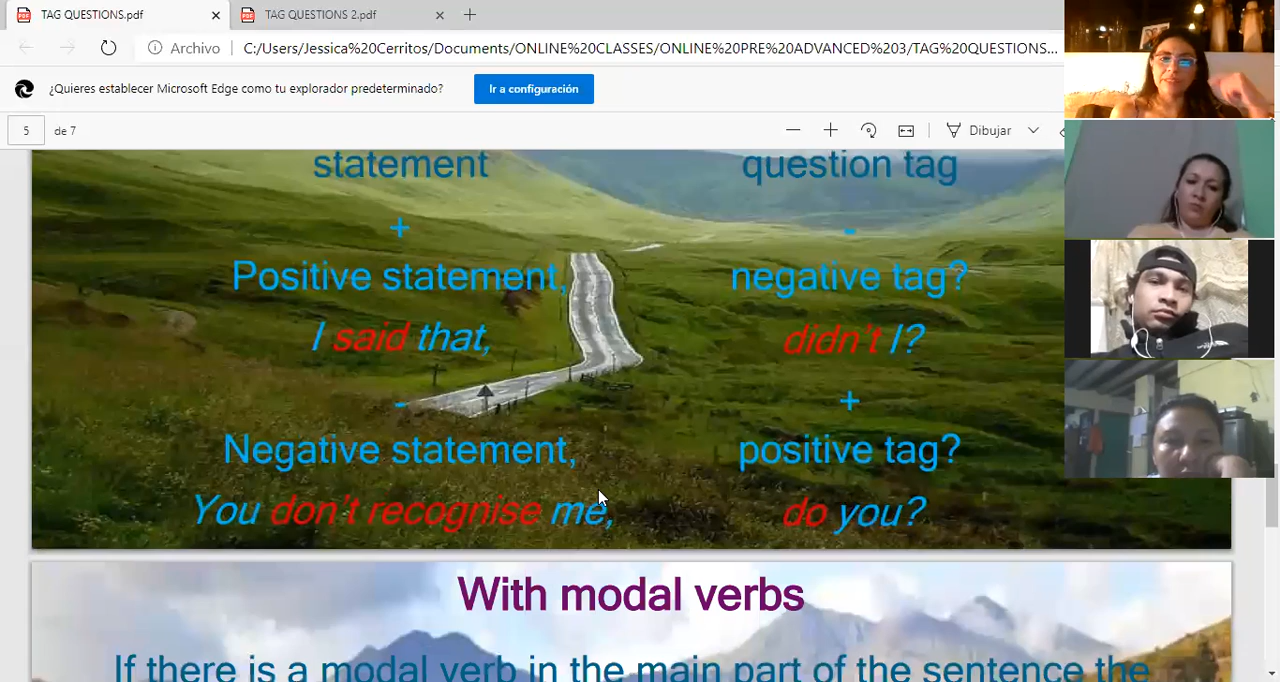 TAG QUESTIONS.pdf
TAG QUESTIONS 2.pdf
Archivo
C:/Users/Jessica%20Cerritos/Documents/ONLINE%20CLASSES/ONLINE%20PRE%20ADVANCED%203/TAG%20QUESTIONS...
¿Quieres establecer Microsoft Edge como tu explorador predeterminado?
Ir a configuración
5 de 7
Dibujar
statement question tag
+ -
Positive statement, negative tag?
I said that, didn't I?
- +
Negative statement, positive tag?
You don't recognise me, do you?
With modal verbs
If there is a modal verb in the main part of the sentence the